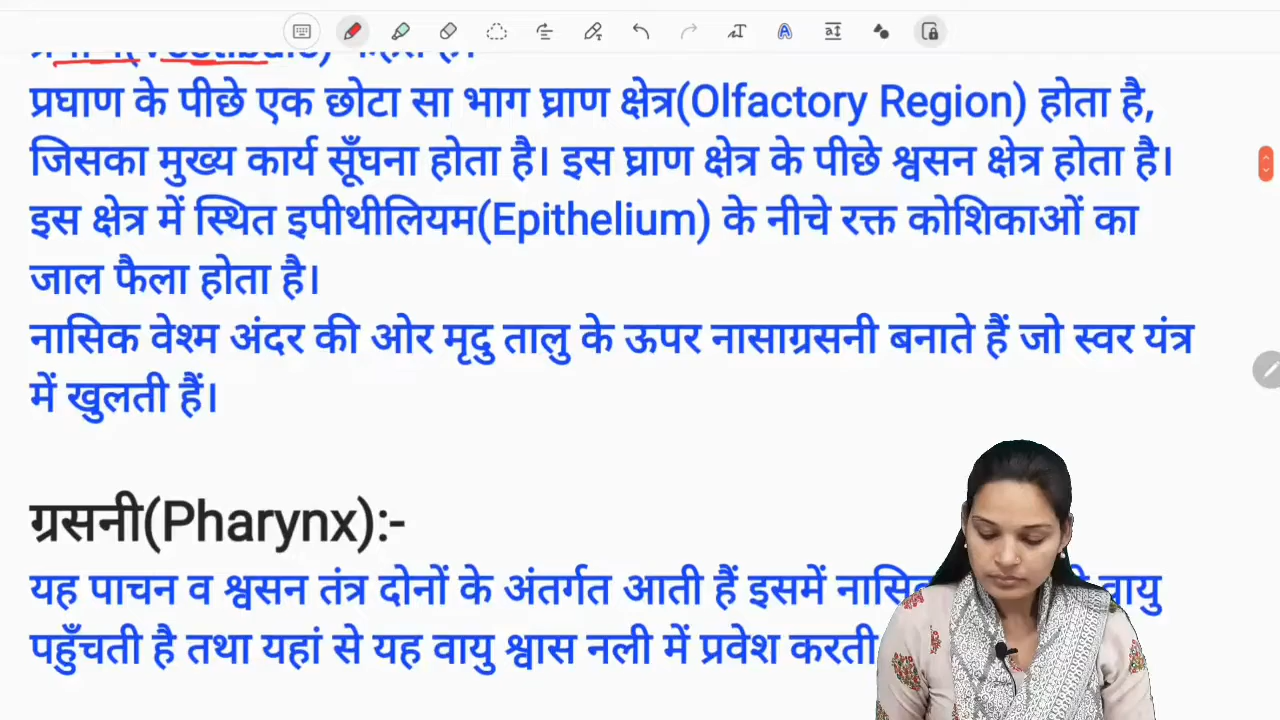 प्रघाण के पीछे एक छोटा सा भाग घ्राण क्षेत्र(Olfactory Region) होता है,
जिसका मुख्य कार्य सूँघना होता है। इस घ्राण क्षेत्र के पीछे श्वसन क्षेत्र होता है।
इस क्षेत्र में स्थित इपीथीलियम(Epithelium) के नीचे रक्त कोशिकाओं का
जाल फैला होता है।
नासिक वेश्म अंदर की ओर मृदु तालु के ऊपर नासाग्रसनी बनाते हैं जो स्वर यंत्र
में खुलती हैं।
ग्रसनी(Pharynx):-
यह पाचन व श्वसन तंत्र दोनों के अंतर्गत आती हैं इसमें वायु
पहुँचती है तथा यहां से यह वायु श्वास नली में प्रवेश करती